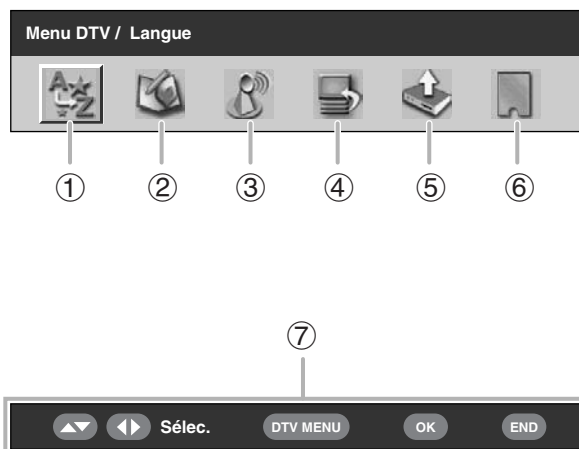 Menu DTV / Langue
A Z
① ② ③ ④ ⑤ ⑥
⑦
Sélec. DTV MENU OK END